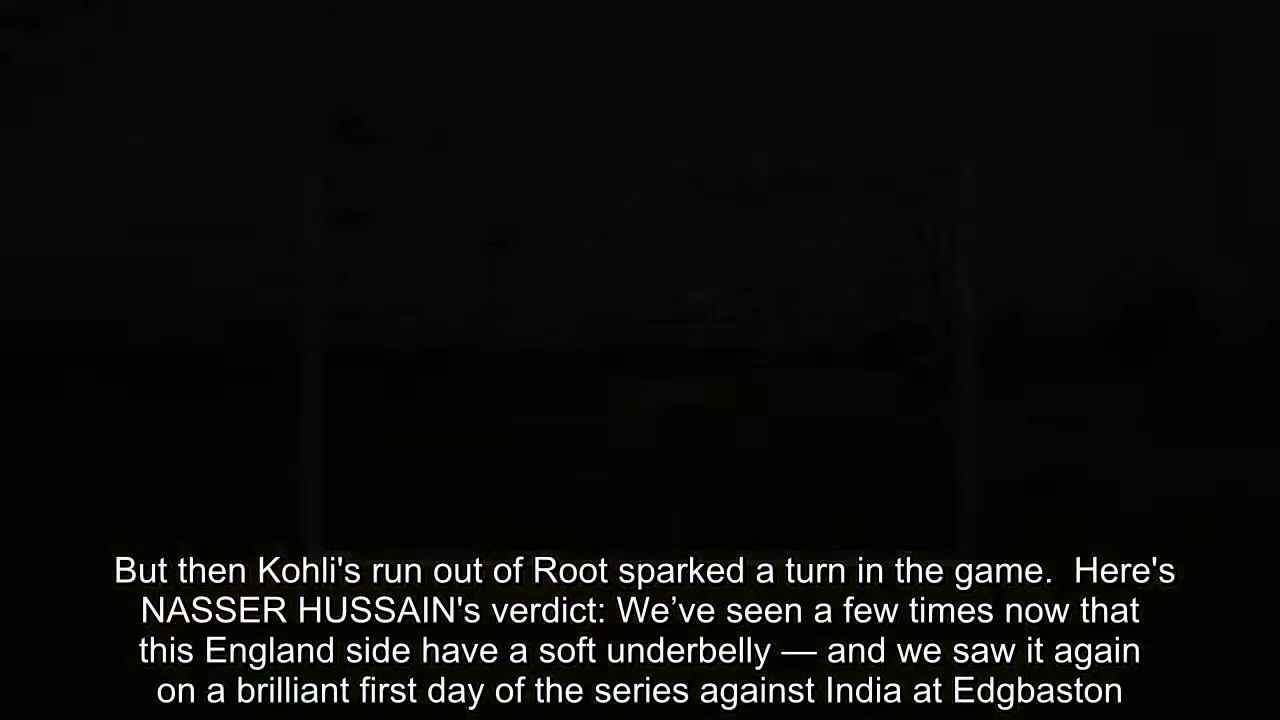 But then Kohli's run out of Root sparked a turn in the game.  Here's
NASSER HUSSAIN's verdict: We’ve seen a few times now that
this England side have a soft underbelly — and we saw it again
on a brilliant first day of the series against India at Edgbaston